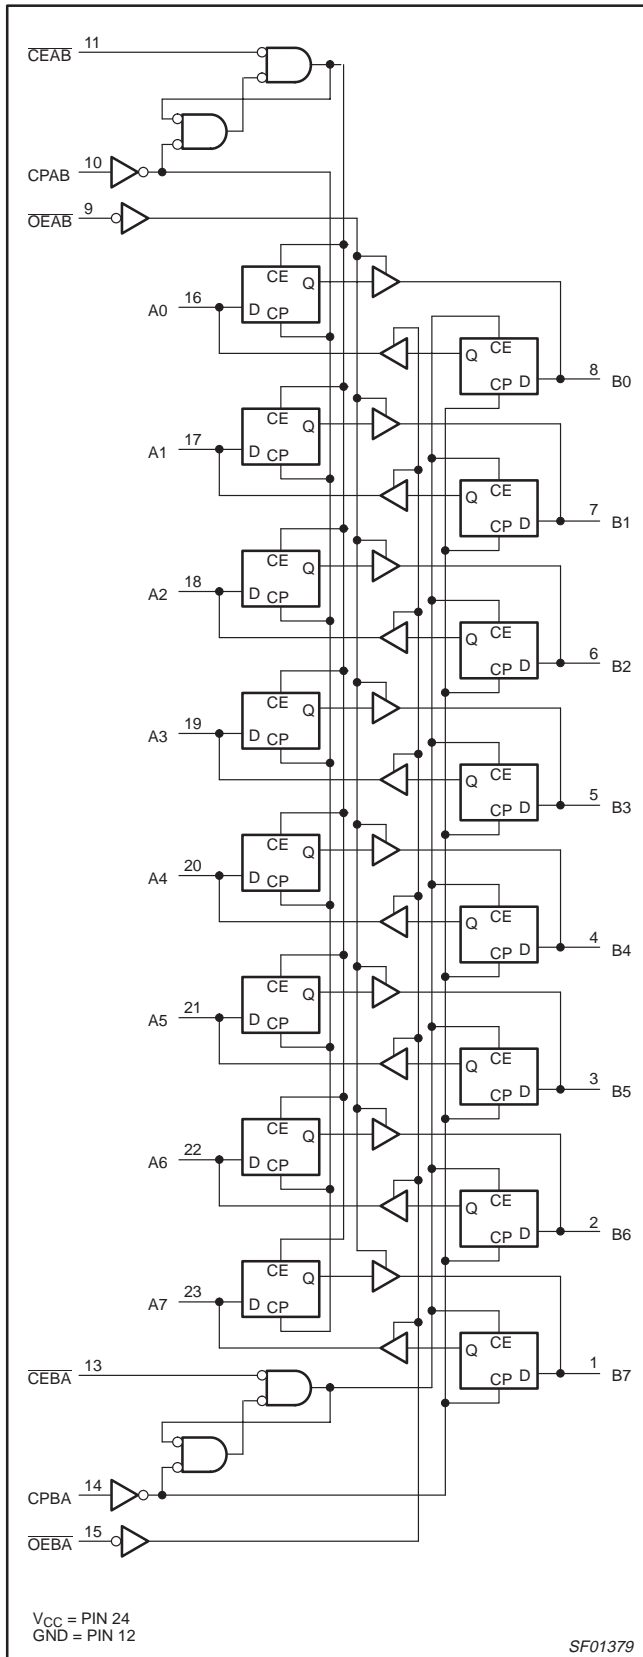 11
CEAB
10
CPAB
9
OEAB
CE
Q
16
A0
D
CP
CE
Q
8
B0
CP
D
CE
Q
17
A1
D
CP
CE
Q
7
B1
CP
D
CE
Q
18
A2
D
CP
CE
Q
6
B2
CP
D
CE
Q
19
A3
D
CP
CE
Q
5
B3
CP
D
CE
Q
20
A4
D
CP
CE
Q
4
B4
CP
D
CE
Q
21
A5
D
CP
CE
Q
3
B5
CP
D
CE
Q
22
A6
D
CP
CE
Q
2
B6
CP
D
CE
Q
23
A7
D
CP
CE
Q
1
B7
CP
D
13
CEBA
14
CPBA
15
OEBA
VCC = PIN 24
GND = PIN 12
SF01379